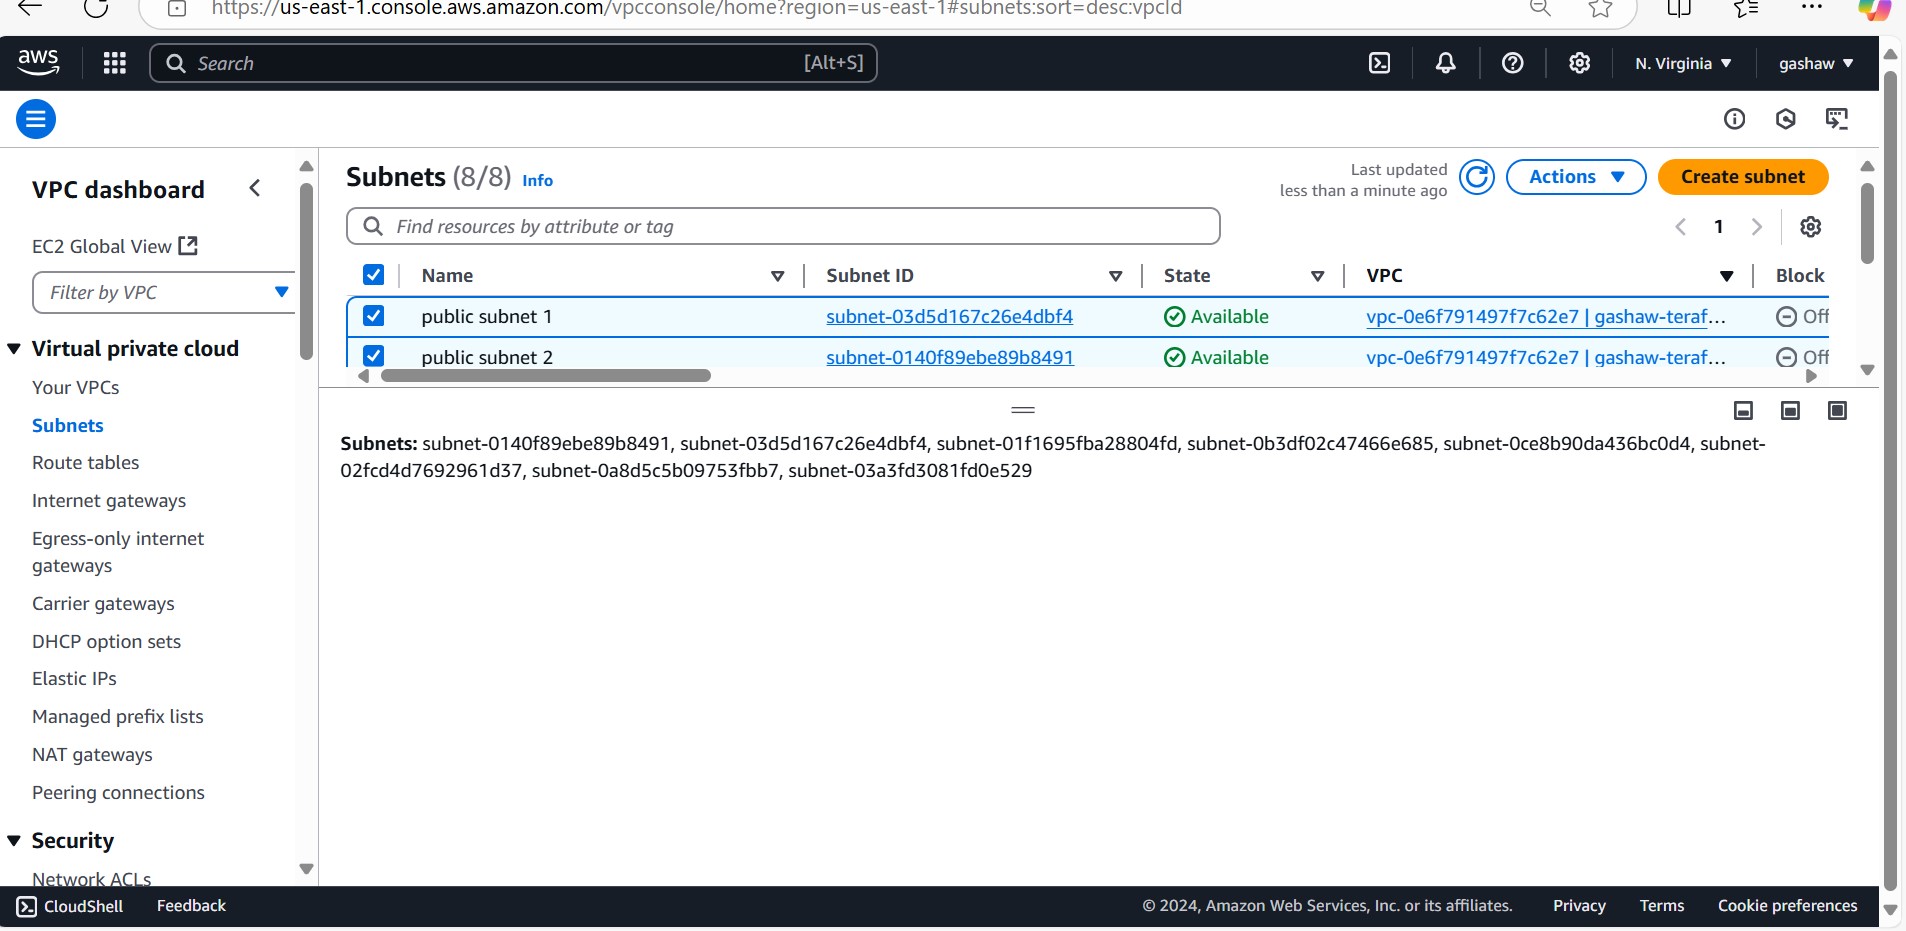 https://us-east-1.console.aws.amazon.com/vpcconsole/home?region=us-east-1#subnets:sort=desc:vpcId
aws
Search
[Alt+S]
N. Virginia
gashaw
VPC dashboard
EC2 Global View
Filter by VPC
Virtual private cloud
Your VPCs
Subnets
Route tables
Internet gateways
Egress-only internet
gateways
Carrier gateways
DHCP option sets
Elastic IPs
Managed prefix lists
NAT gateways
Peering connections
Security
Network ACLs
Subnets (8/8) Info
Last updated
less than a minute ago
Actions
Create subnet
Find resources by attribute or tag
1
Name Subnet ID State VPC Block
public subnet 1 subnet-03d5d167c26e4dbf4 Available vpc-0e6f791497f7c62e7 | gashaw-teraf... Off
public subnet 2 subnet-0140f89ebe89b8491 Available vpc-0e6f791497f7c62e7 | gashaw-teraf... Off
Subnets: subnet-0140f89ebe89b8491, subnet-03d5d167c26e4dbf4, subnet-01f1695fba28804fd, subnet-0b3df02c47466e685, subnet-0ce8b90da436bc0d4, subnet-
02fcd4d7692961d37, subnet-0a8d5c5b09753fbb7, subnet-03a3fd3081fd0e529
CloudShell Feedback © 2024, Amazon Web Services, Inc. or its affiliates. Privacy Terms Cookie preferences